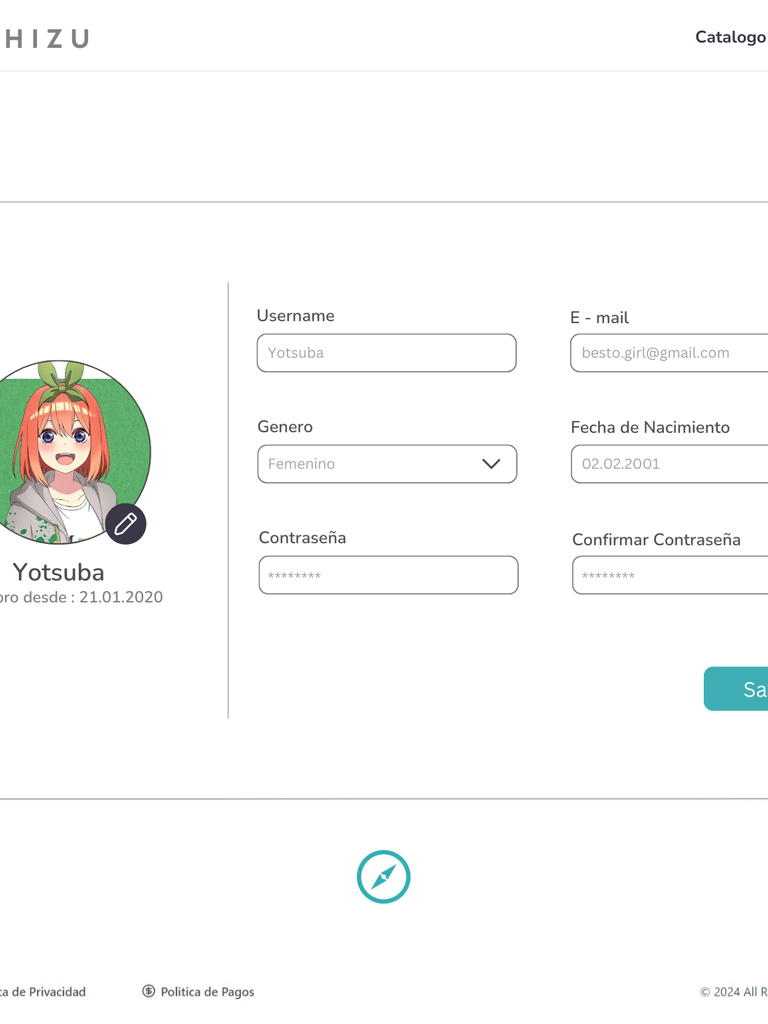 HIZU
Catalogo
Username
E - mail
Yotsuba
besto.girl@gmail.com
Genero
Fecha de Nacimiento
Femenino
02.02.2001
Contraseña
Confirmar Contraseña
********
********
Yotsuba
bro desde : 21.01.2020
Sa
ca de Privacidad
Politica de Pagos
© 2024 All R